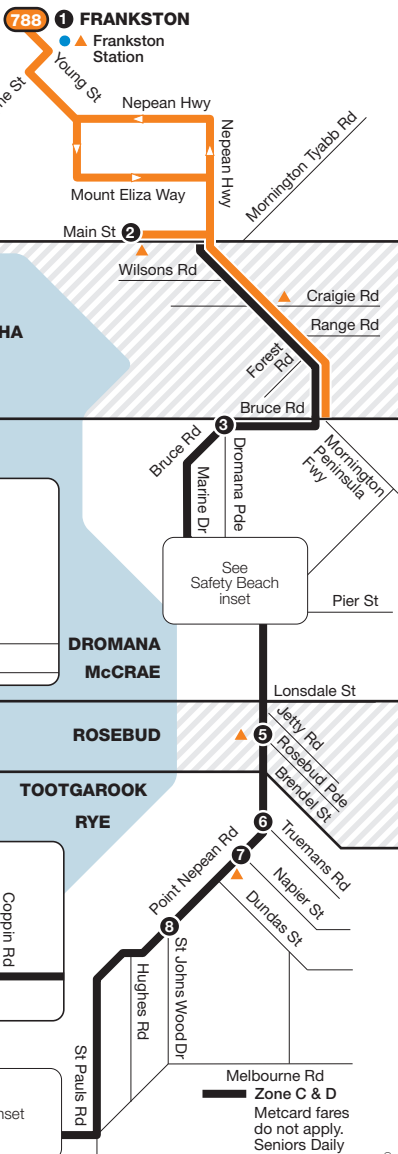 788 1 FRANKSTON
Frankston
Station
ne St
Young St
Nepean Hwy
Nepean Hwy
Mount Eliza Way
Mornington Tyabb Rd
Main St 2
Wilsons Rd
Craigie Rd
HA
Range Rd
Forest
Rd
Bruce Rd
3
Bruce Rd
Marine Dr
Dromana Pde
Mornington
Peninsula
Fwy
See
Safety Beach
inset
Pier St
DROMANA
McCRAE
Lonsdale St
ROSEBUD
5
Jetty Rd
Rosebud Pde
Brendel St
TOOTGAROOK
RYE
6
Truemans Rd
Point Nepean Rd
7
Napier St
Dundas St
8
Coppin Rd
Hughes Rd
St Johns Wood Dr
St Pauls Rd
Melbourne Rd
Zone C & D
Metcard fares
do not apply.
Seniors Daily
nset